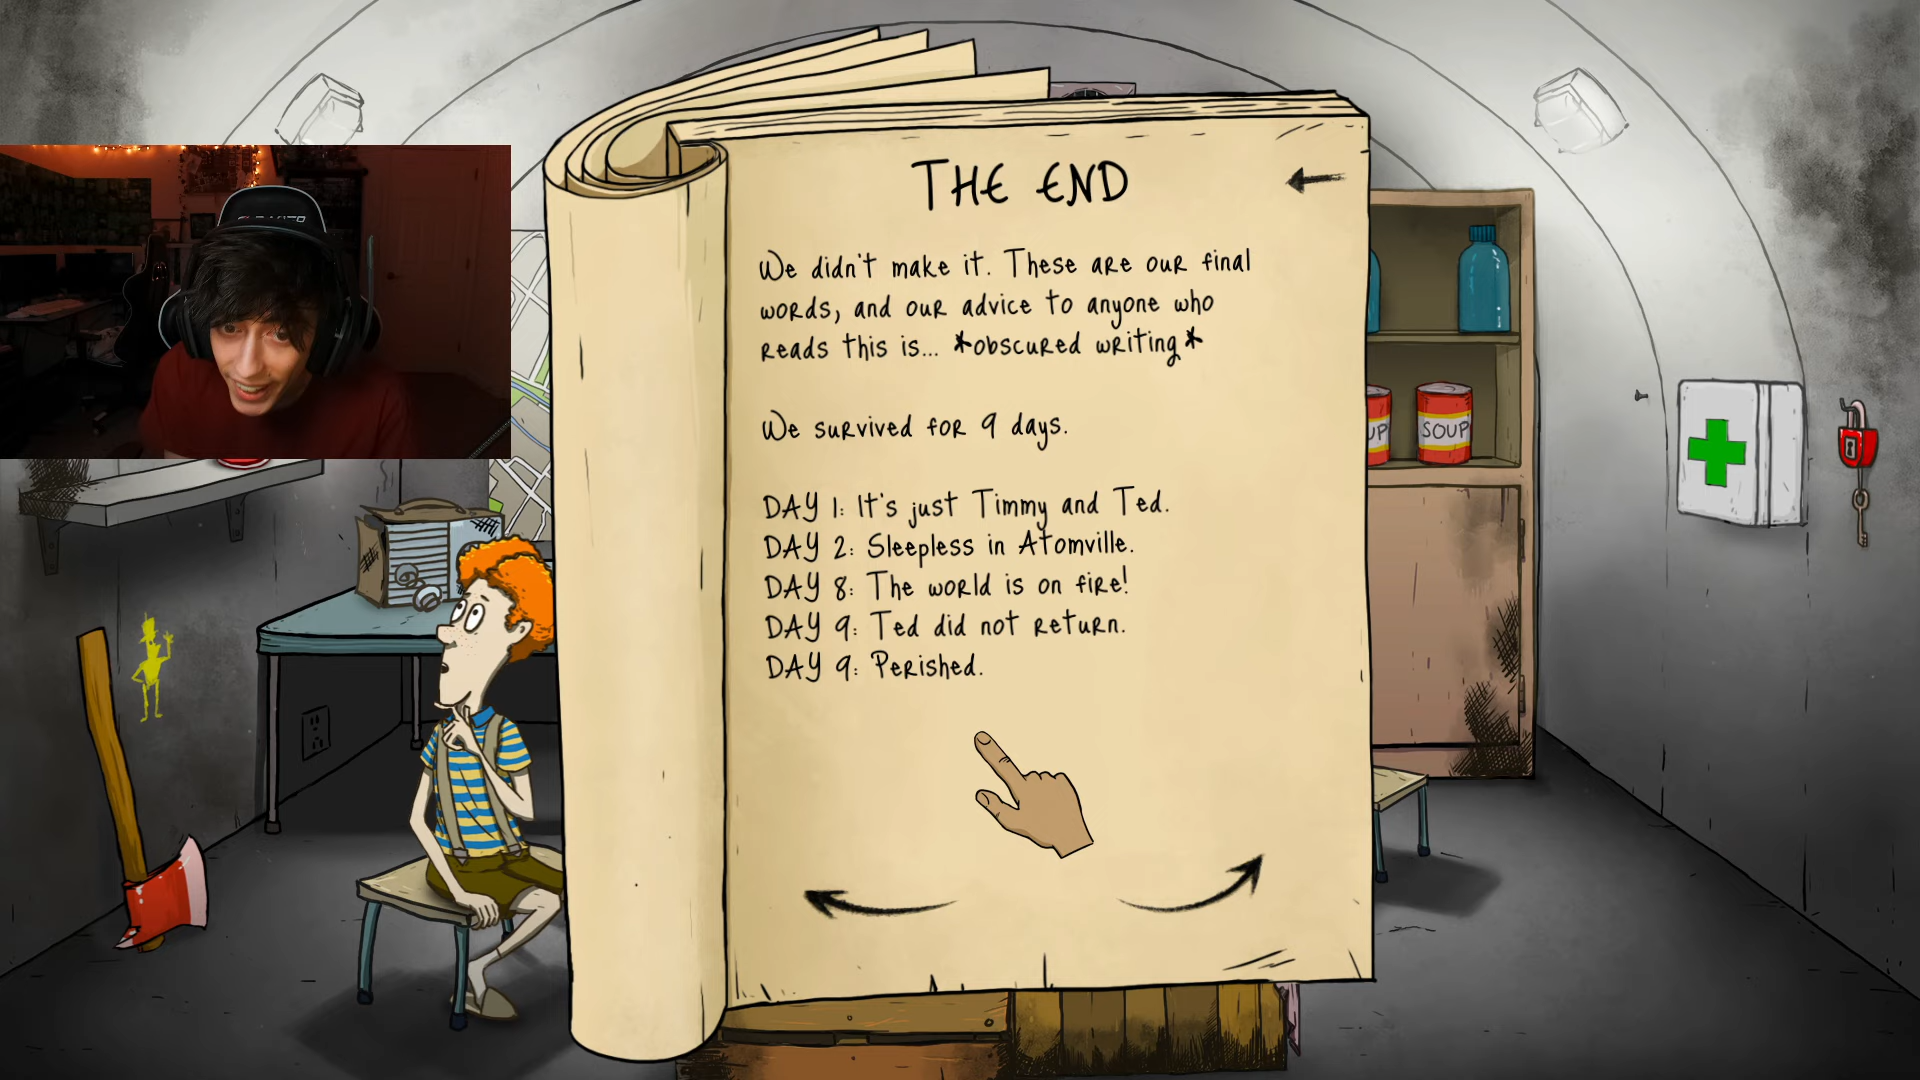 THE END
We didn't make it. These are our final
words, and our advice to anyone who
reads this is... *obscured writing*
We survived for 9 days.
DAY 1: It's just Timmy and Ted.
DAY 2: Sleepless in Atomville.
DAY 8: The world is on fire!
DAY 9: Ted did not return.
DAY 9: Perished.
UP
SOUP